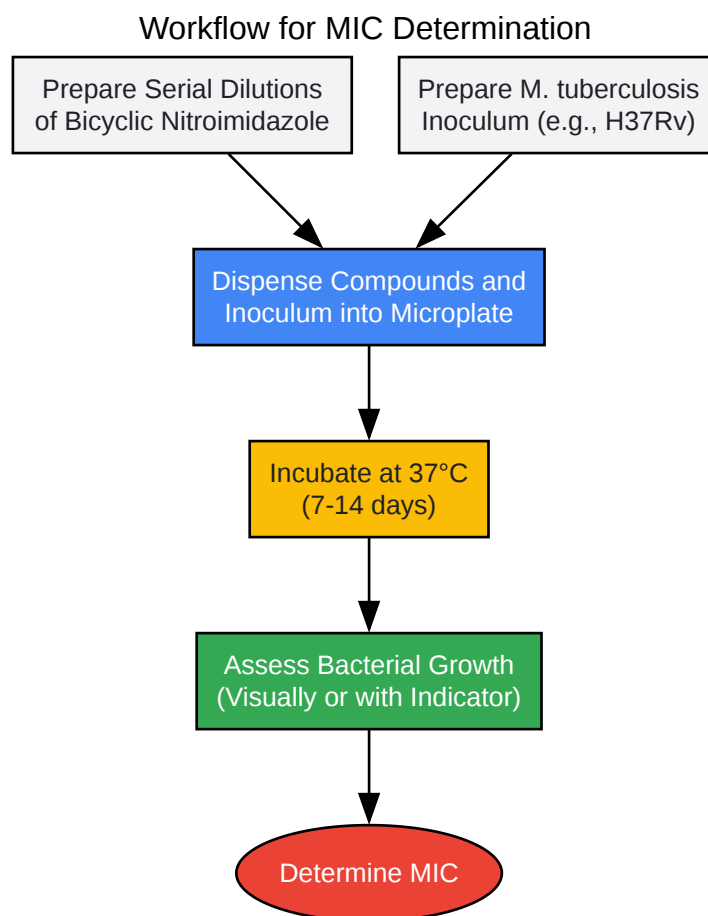 Workflow for MIC Determination
Prepare Serial Dilutions
of Bicyclic Nitroimidazole
Prepare M. tuberculosis
Inoculum (e.g., H37Rv)
Dispense Compounds and
Inoculum into Microplate
Incubate at 37°C
(7-14 days)
Assess Bacterial Growth
(Visually or with Indicator)
Determine MIC